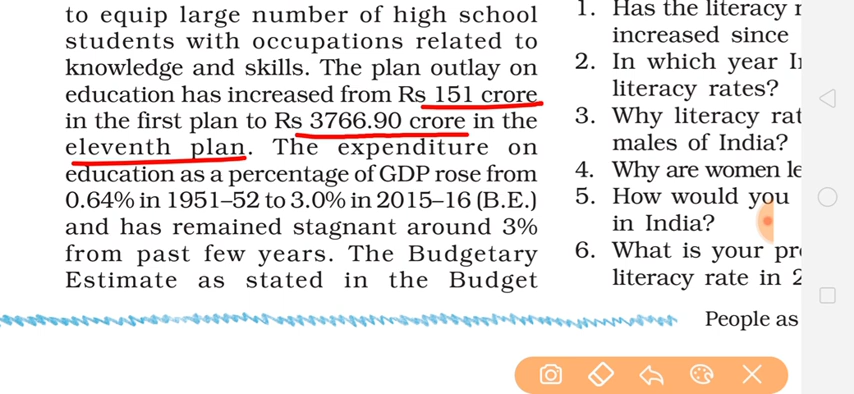 to equip large number of high school
students with occupations related to
knowledge and skills. The plan outlay on
education has increased from Rs 151 crore
in the first plan to Rs 3766.90 crore in the
eleventh plan. The expenditure on
education as a percentage of GDP rose from
0.64% in 1951–52 to 3.0% in 2015–16 (B.E.)
and has remained stagnant around 3%
from past few years. The Budgetary
Estimate as stated in the Budget
1. Has the literacy
increased since
2. In which year
literacy rates?
3. Why literacy
males of India?
4. Why are women
5. How would you
in India?
6. What is your
literacy rate in
People as